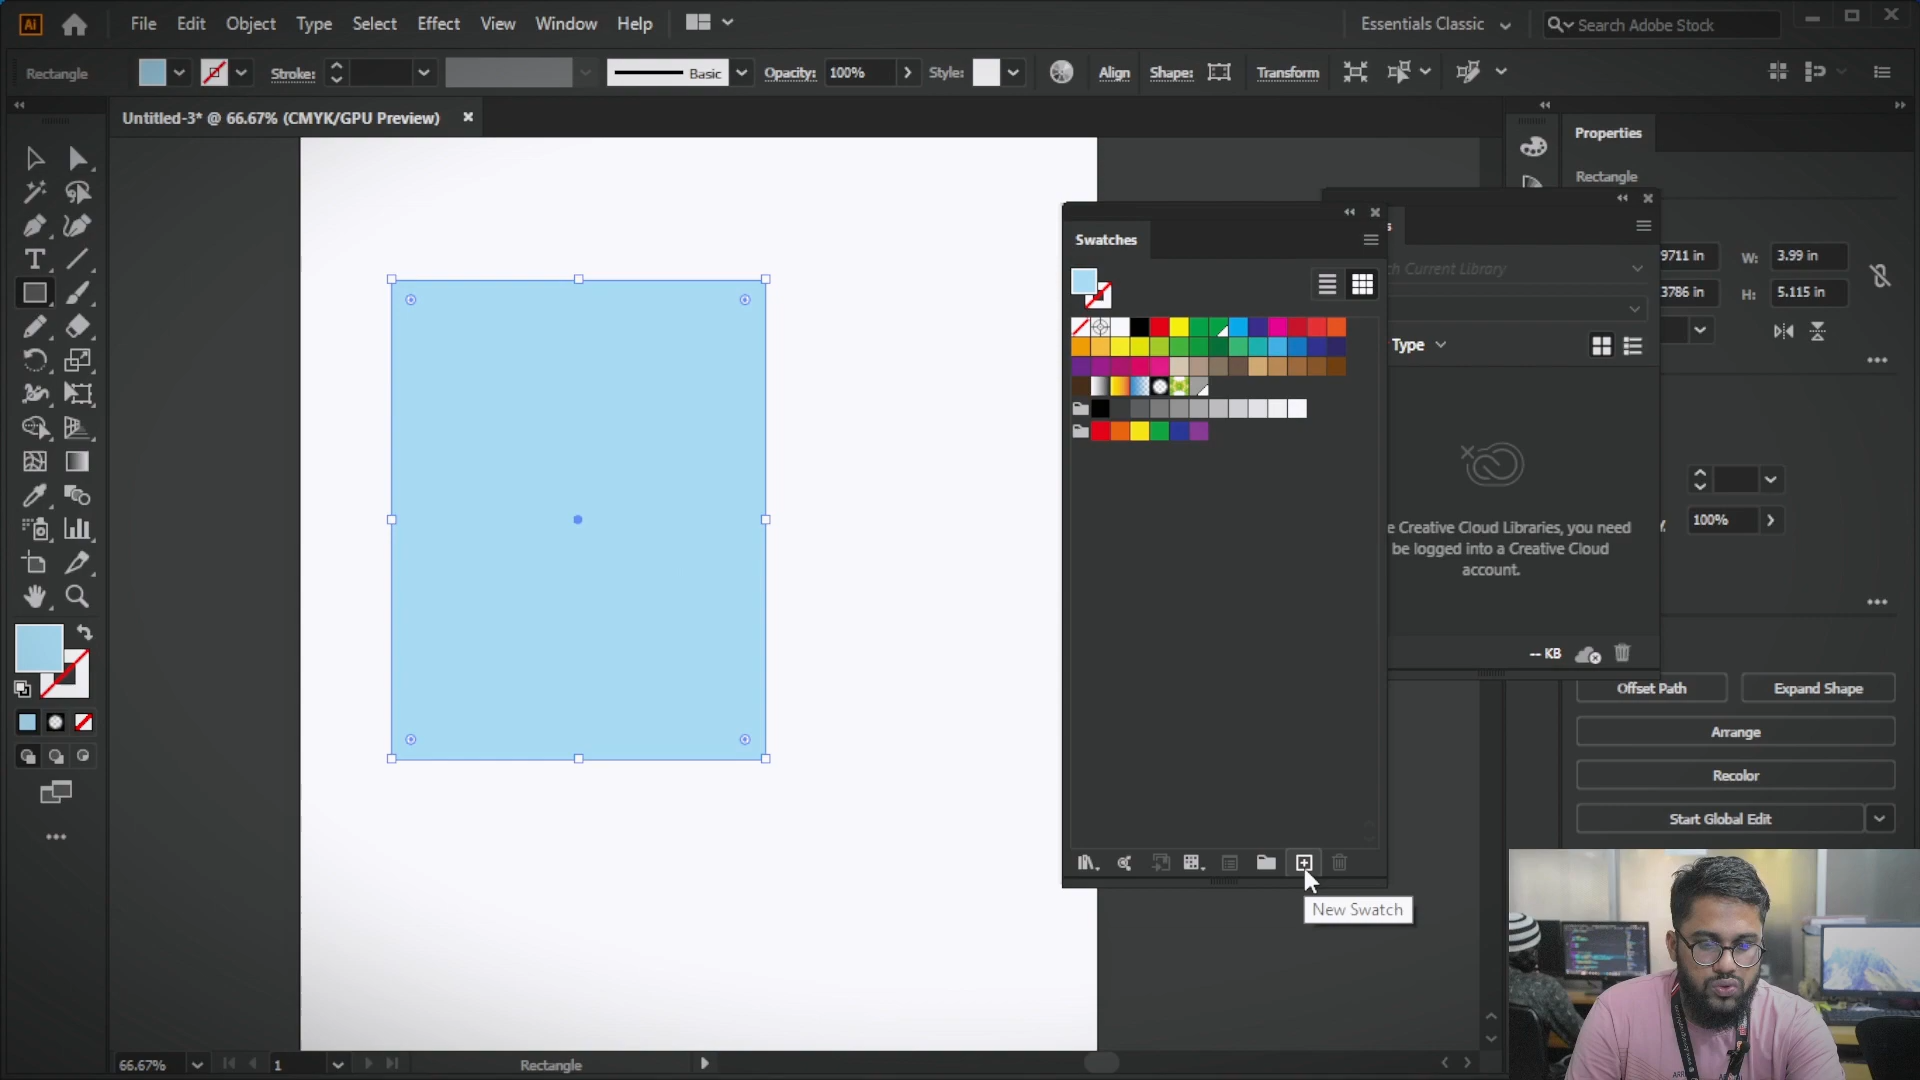 Ai
File Edit Object Type Select Effect View Window Help
Essentials Classic
Search Adobe Stock
Rectangle
Stroke:
Basic
Opacity: 100%
Style:
Align
Shape:
Transform
Untitled-3* @ 66.67% (CMYK/GPU Preview)
Properties
Rectangle
9711 in W: 3.99 in
3786 in H: 5.115 in
Swatches
s
ch Current Library
Type
e Creative Cloud Libraries, you need
be logged into a Creative Cloud
account.
100%
-- KB
Offset Path Expand Shape
Arrange
Recolor
Start Global Edit
New Swatch
66.67%
1
Rectangle